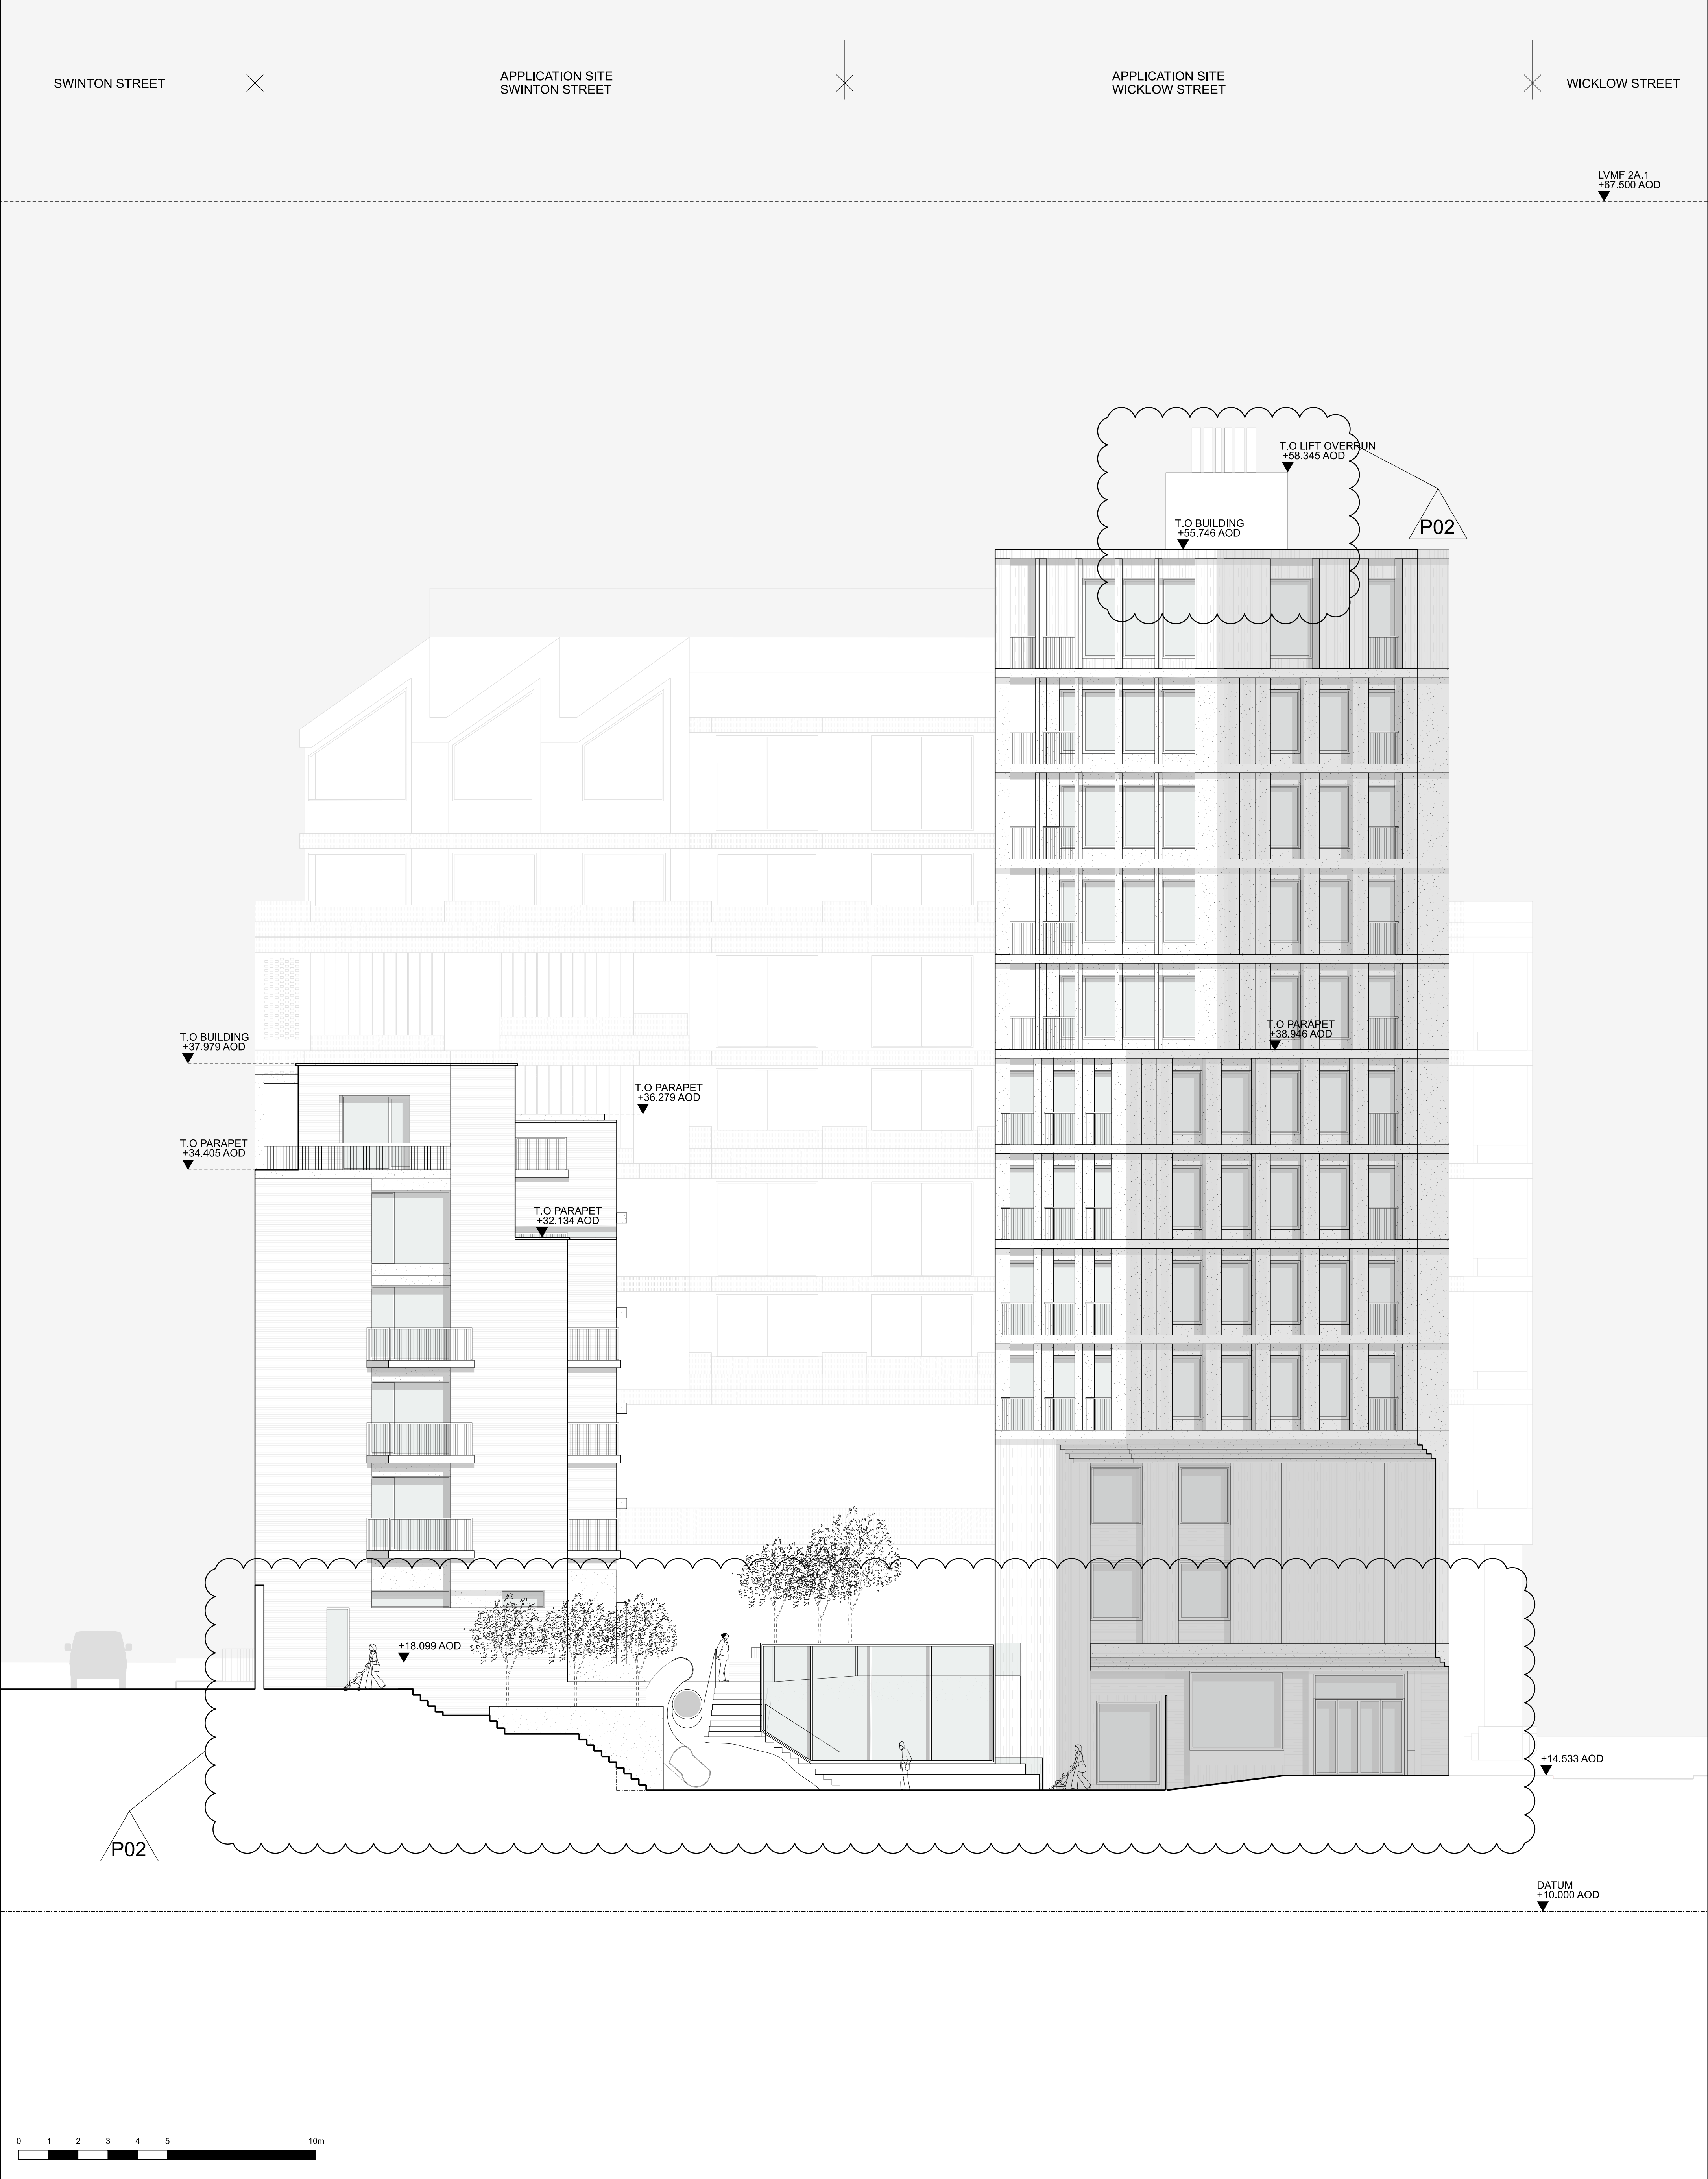 SWINTON STREET
APPLICATION SITE
SWINTON STREET
APPLICATION SITE
WICKLOW STREET
WICKLOW STREET
LVMF 2A.1
+67.500 AOD
T.O LIFT OVERRUN
+58.345 AOD
P02
T.O BUILDING
+55.746 AOD
T.O PARAPET
+38.946 AOD
T.O BUILDING
+37.979 AOD
T.O PARAPET
+36.279 AOD
T.O PARAPET
+34.405 AOD
T.O PARAPET
+32.134 AOD
+18.099 AOD
+14.533 AOD
P02
DATUM
+10.000 AOD
0 1 2 3 4 5 10m